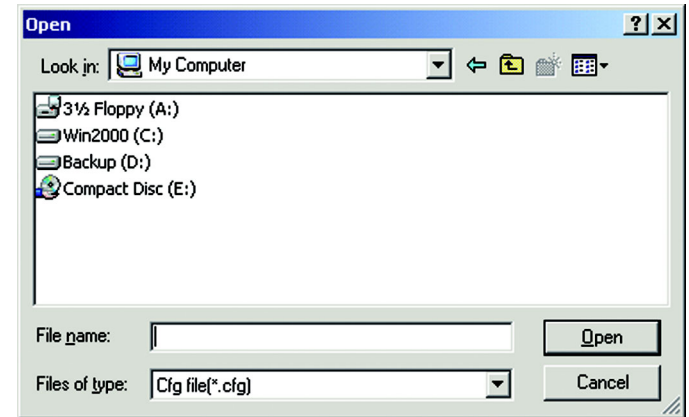 Open
Look in: My Computer
3½ Floppy (A:)
Win2000 (C:)
Backup (D:)
Compact Disc (E:)
File name: Open
Files of type: Cfg file(*.cfg) Cancel